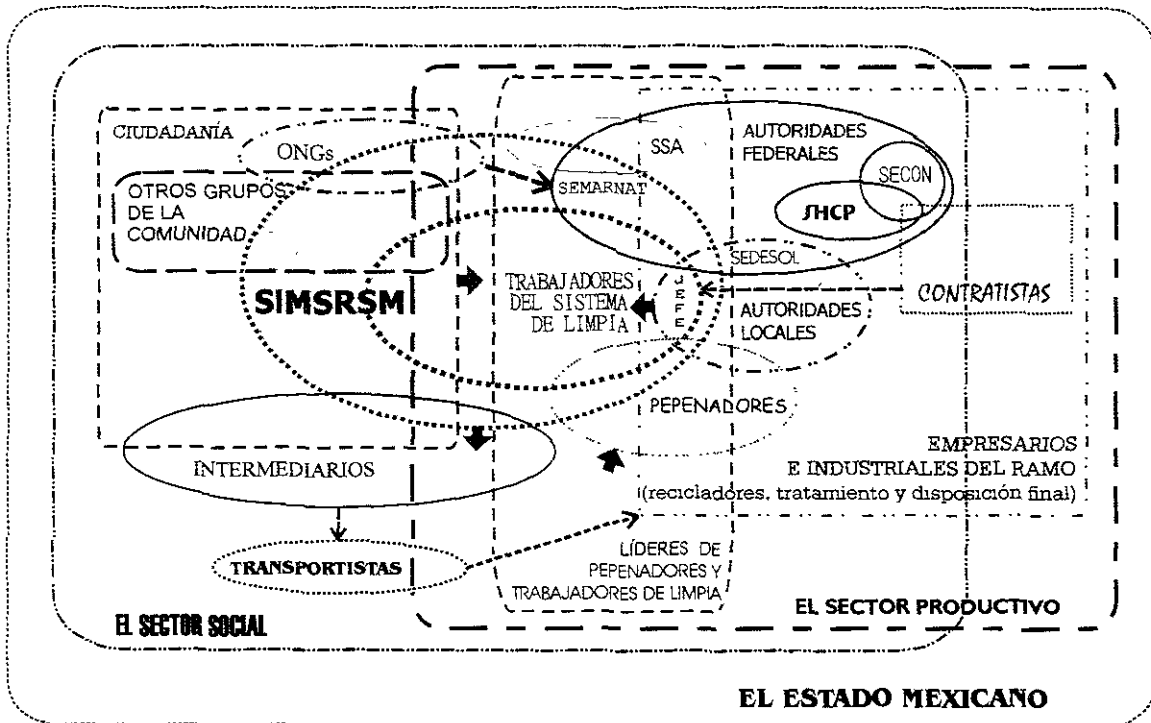 CIUDADANÍA
ONGs
OTROS GRUPOS
DE LA
COMUNIDAD
SIMSRSM
SSA
SEMARNAT
AUTORIDADES
FEDERALES
SECON
SHCP
SEDESOL
TRABAJADORES
DEL SISTEMA
DE LIMPIA
JEFE
AUTORIDADES
LOCALES
CONTRATISTAS
PEPENADORES
INTERMEDIARIOS
EMPRESARIOS
E INDUSTRIALES DEL RAMO
(recicladores, tratamiento y disposición final)
TRANSPORTISTAS
LÍDERES DE
PEPENADORES Y
TRABAJADORES DE LIMPIA
EL SECTOR SOCIAL
EL SECTOR PRODUCTIVO
EL ESTADO MEXICANO